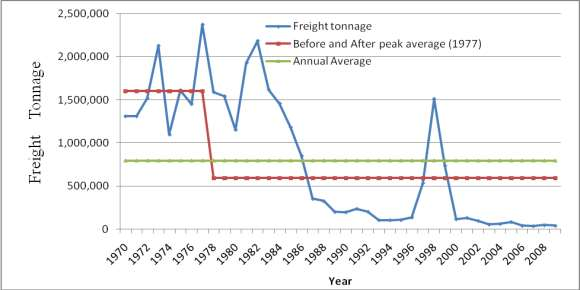 2,500,000
2,000,000
1,500,000
1,000,000
500,000
0
Freight Tonnage
Freight tonnage
Before and After peak average (1977)
Annual Average
1970 1972 1974 1976 1978 1980 1982 1984 1986 1988 1990 1992 1994 1996 1998 2000 2002 2004 2006 2008
Year